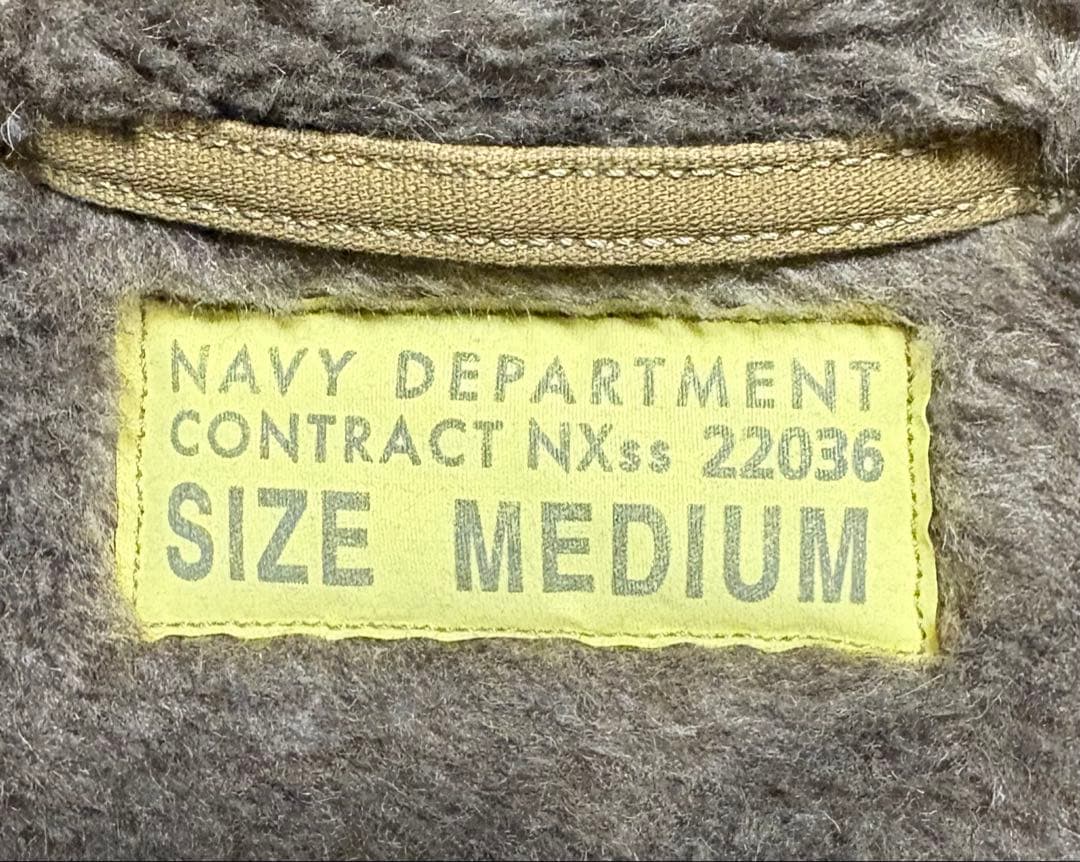 NAVY DEPARTMENT
CONTRACT NXss 22036
SIZE MEDIUM